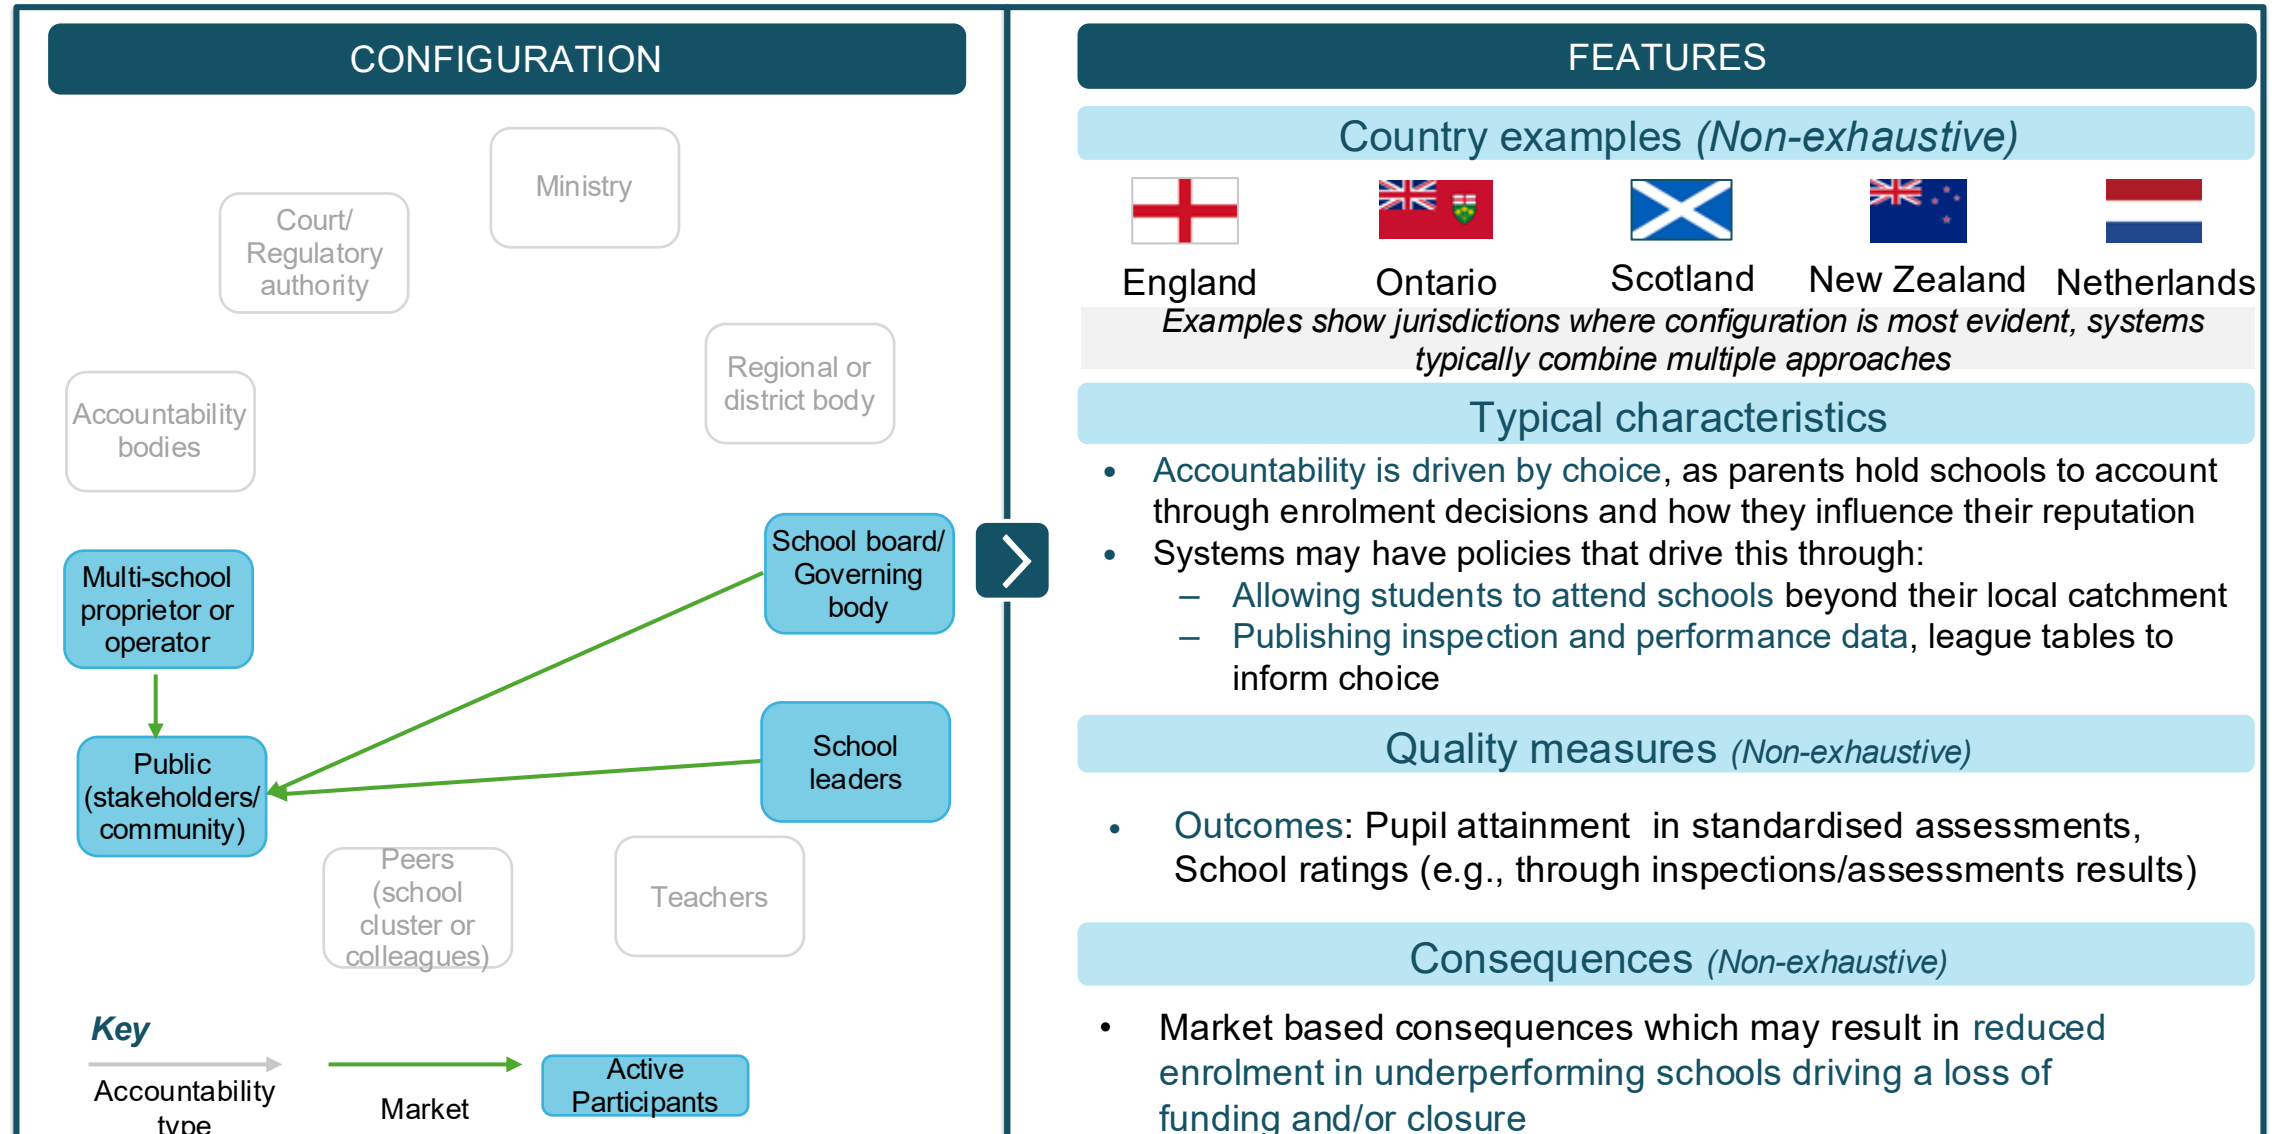 CONFIGURATION
Ministry
Court/
Regulatory
authority
Regional or
district body
Accountability
bodies
School board/
Governing
body
Multi-school
proprietor or
operator
School
leaders
Public
(stakeholders/
community)
Peers
(school
cluster or
colleagues)
Teachers
Key
Accountability
type
Market
Active
Participants
FEATURES
Country examples (Non-exhaustive)
England
Ontario
Scotland
New Zealand
Netherlands
Examples show jurisdictions where configuration is most evident, systems
typically combine multiple approaches
Typical characteristics
• Accountability is driven by choice, as parents hold schools to account
through enrolment decisions and how they influence their reputation
• Systems may have policies that drive this through:
– Allowing students to attend schools beyond their local catchment
– Publishing inspection and performance data, league tables to
inform choice
Quality measures (Non-exhaustive)
• Outcomes: Pupil attainment  in standardised assessments,
School ratings (e.g., through inspections/assessments results)
Consequences (Non-exhaustive)
• Market based consequences which may result in reduced
enrolment in underperforming schools driving a loss of
funding and/or closure